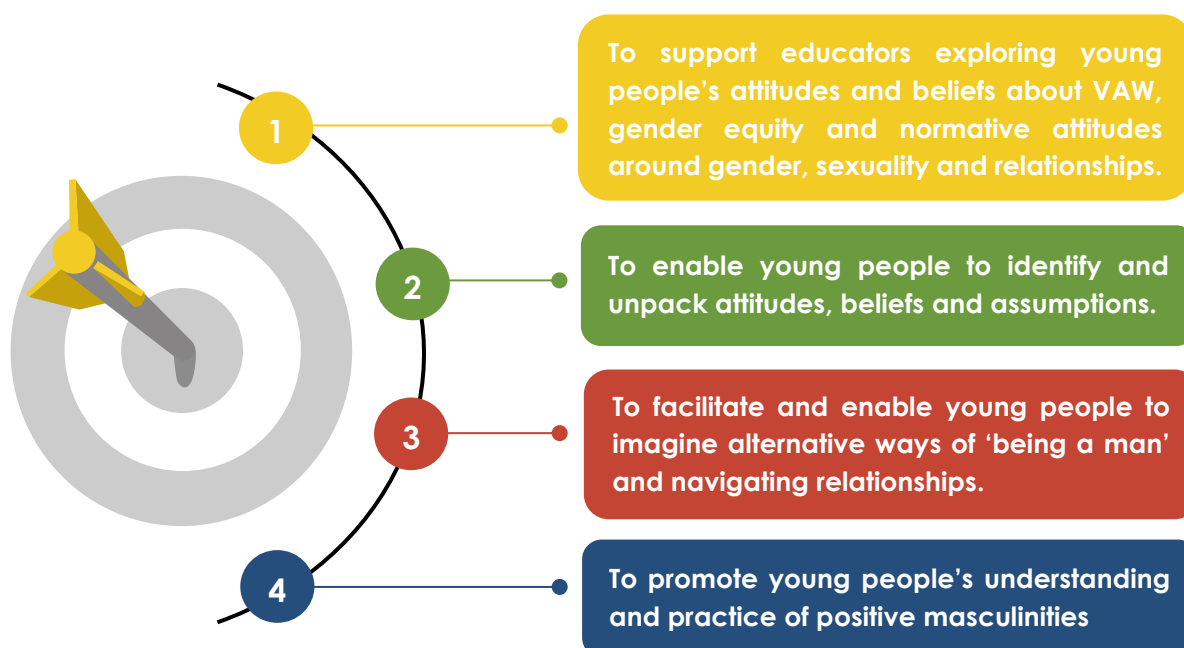 1
To support educators exploring young
people’s attitudes and beliefs about VAW,
gender equity and normative attitudes
around gender, sexuality and relationships.
2
To enable young people to identify and
unpack attitudes, beliefs and assumptions.
3
To facilitate and enable young people to
imagine alternative ways of ‘being a man’
and navigating relationships.
4
To promote young people’s understanding
and practice of positive masculinities